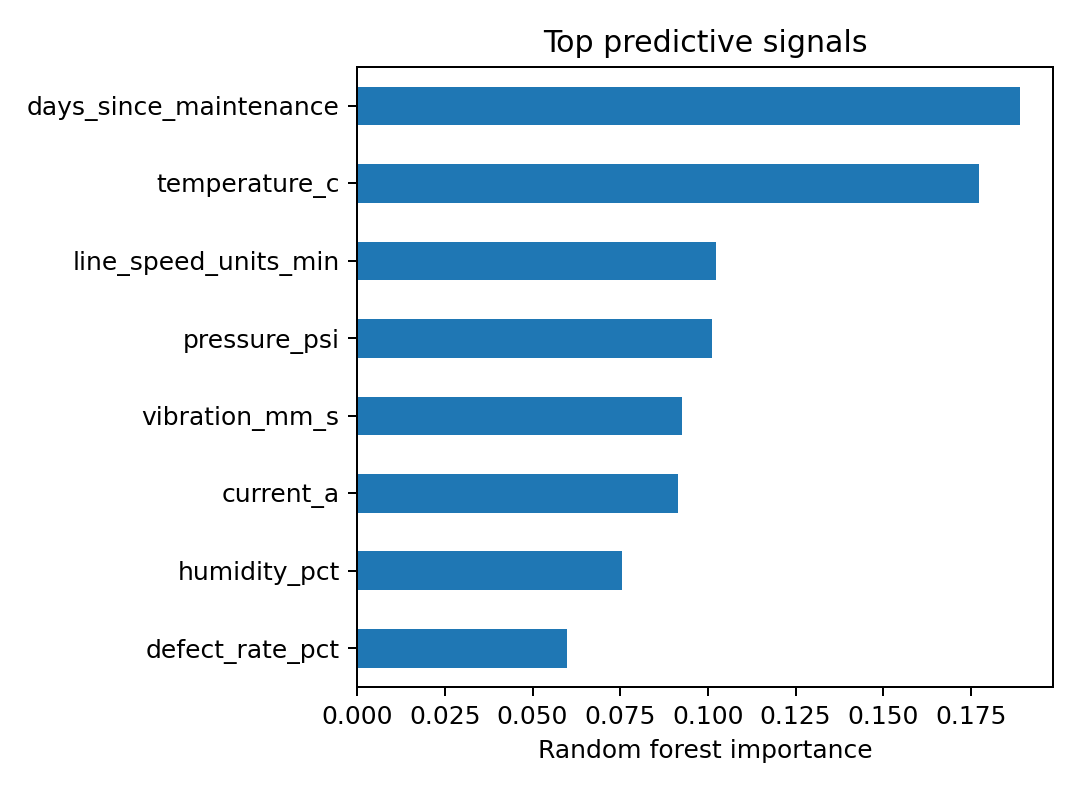 Top predictive signals
days_since_maintenance
temperature_c
line_speed_units_min
pressure_psi
vibration_mm_s
current_a
humidity_pct
defect_rate_pct
0.000 0.025 0.050 0.075 0.100 0.125 0.150 0.175
Random forest importance